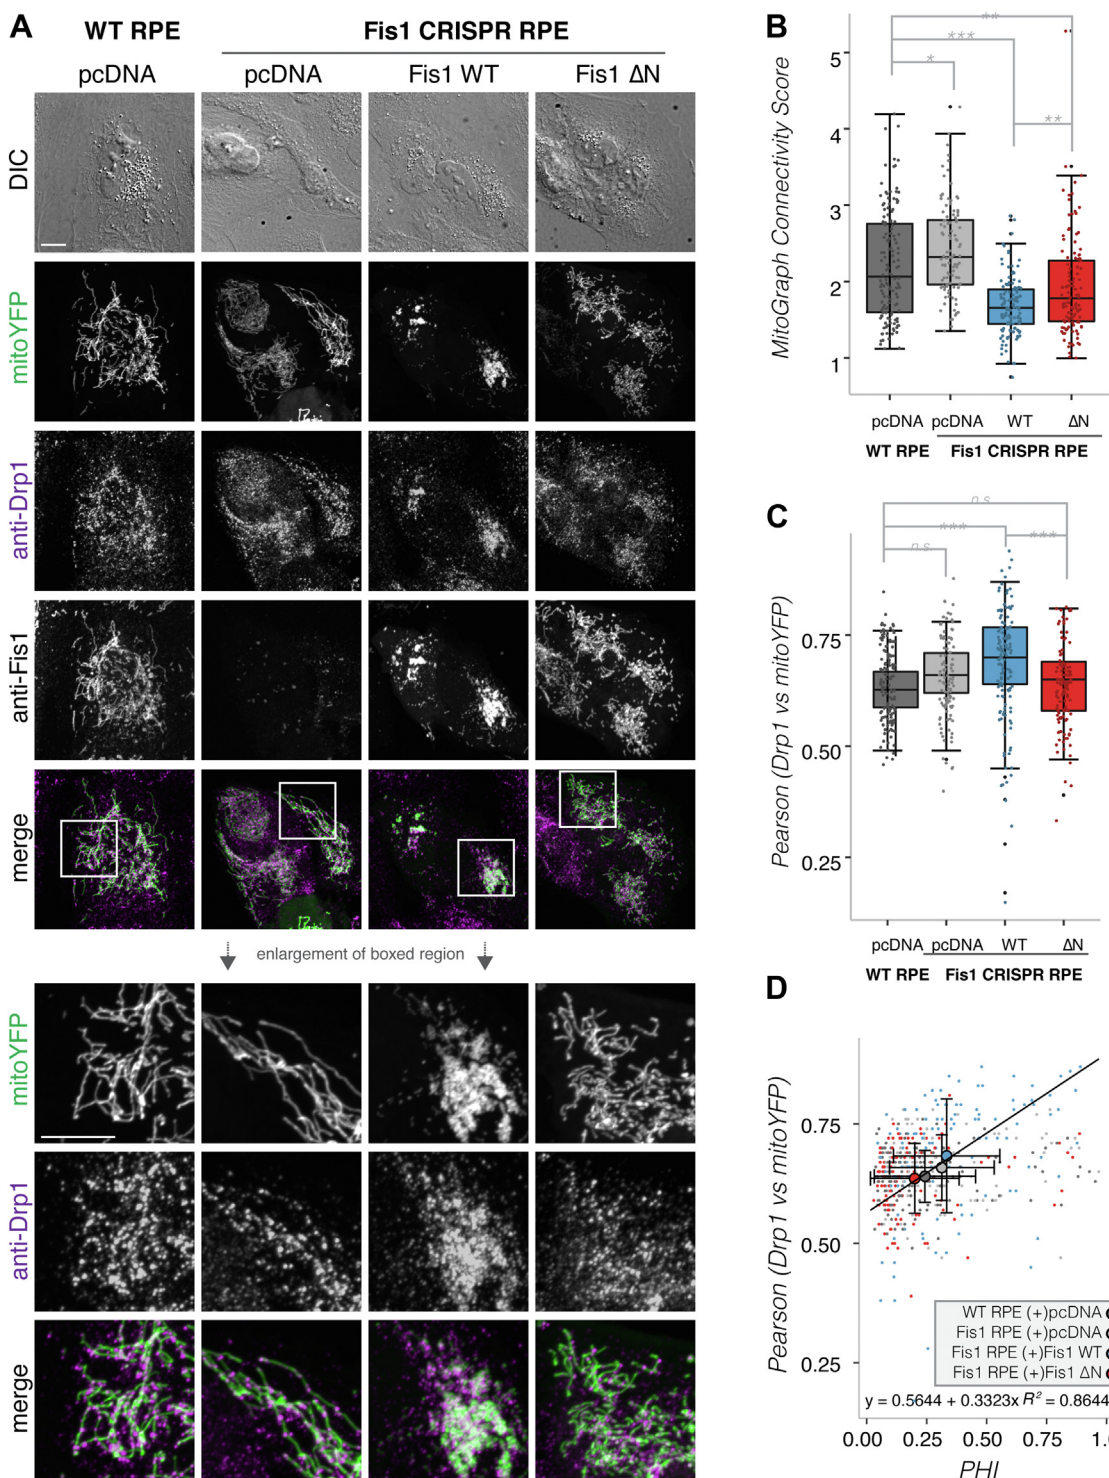 A
WT RPE
Fis1 CRISPR RPE
pcDNA
pcDNA
Fis1 WT
Fis1 ΔN
DIC
mitoYFP
anti-Drp1
anti-Fis1
merge
enlargement of boxed region
mitoYFP
anti-Drp1
merge
B
MitoGraph Connectivity Score
5
4
3
2
1
**
***
*
**
pcDNA
pcDNA
WT
ΔN
WT RPE
Fis1 CRISPR RPE
C
Pearson (Drp1 vs mitoYFP)
0.75
0.50
0.25
n.s
***
***
n.s.
pcDNA
pcDNA
WT
ΔN
WT RPE
Fis1 CRISPR RPE
D
Pearson (Drp1 vs mitoYFP)
0.75
0.50
0.25
WT RPE (+)pcDNA
Fis1 RPE (+)pcDNA
Fis1 RPE (+)Fis1 WT
Fis1 RPE (+)Fis1 ΔN
y = 0.5644 + 0.3323x R² = 0.8644
0.00
0.25
0.50
0.75
1.0
PHI